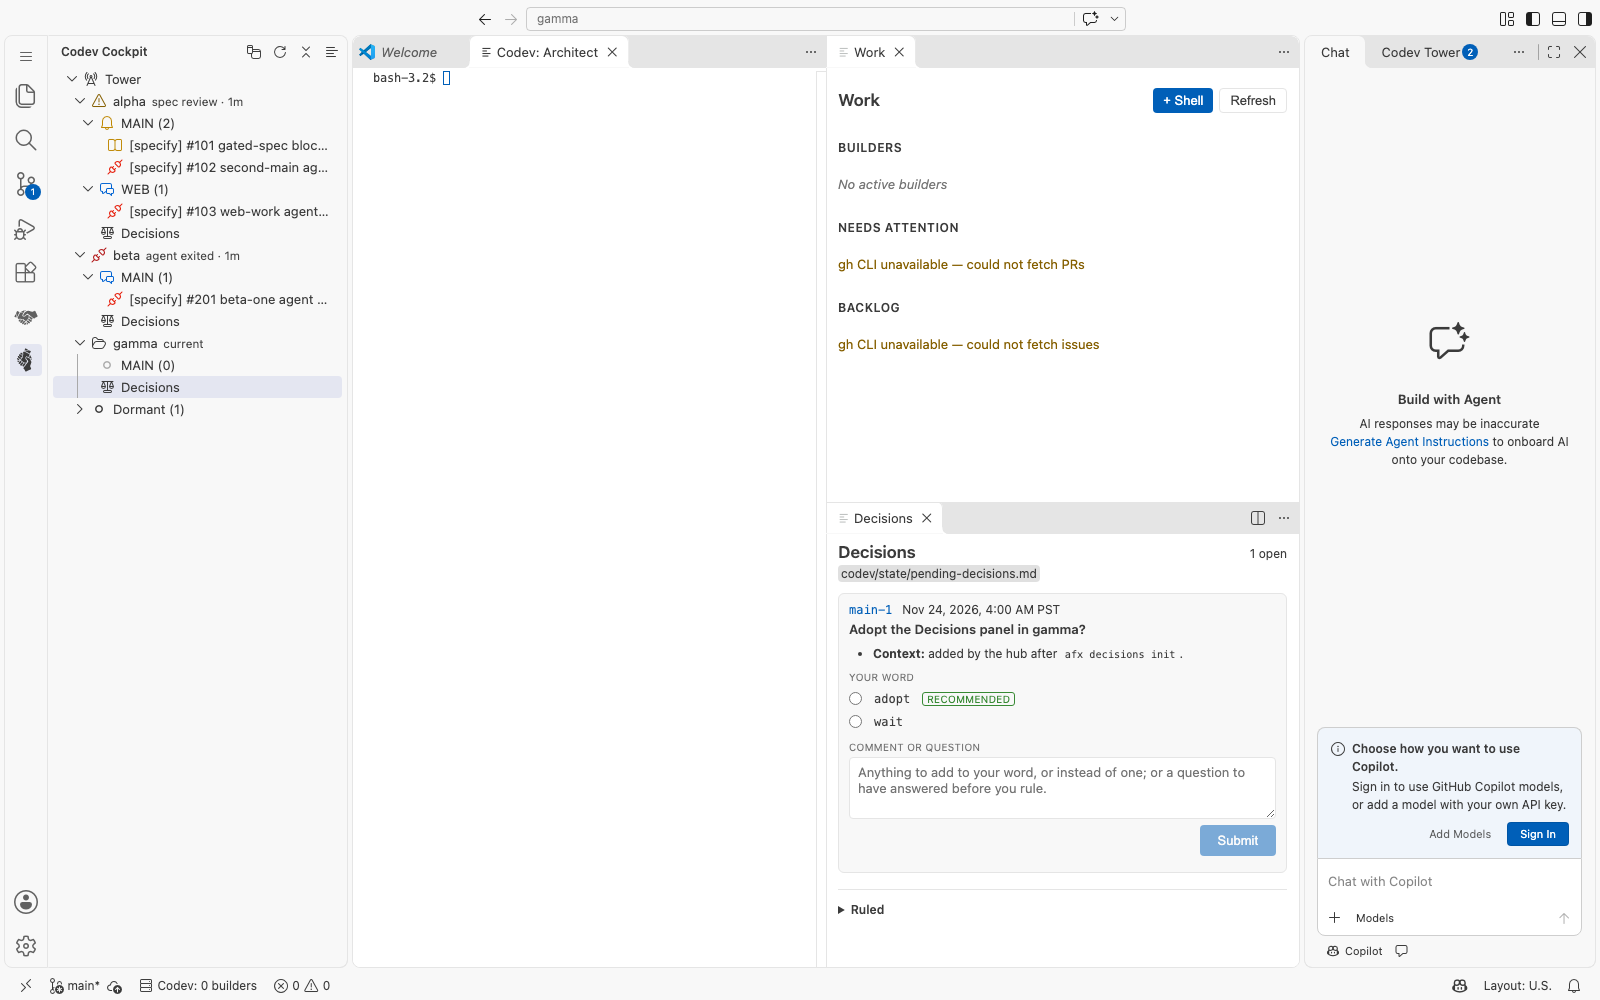 gamma
Codev Cockpit
Tower
alpha spec review · 1m
MAIN (2)
[specify] #101 gated-spec bloc...
[specify] #102 second-main ag...
WEB (1)
[specify] #103 web-work agent...
Decisions
beta agent exited · 1m
MAIN (1)
[specify] #201 beta-one agent ...
Decisions
gamma current
MAIN (0)
Decisions
Dormant (1)
1
Welcome
Codev: Architect
bash-3.2$
Work
Work
+ Shell
Refresh
BUILDERS
No active builders
NEEDS ATTENTION
gh CLI unavailable — could not fetch PRs
BACKLOG
gh CLI unavailable — could not fetch issues
Decisions
Decisions
1 open
codev/state/pending-decisions.md
main-1 Nov 24, 2026, 4:00 AM PST
Adopt the Decisions panel in gamma?
• Context: added by the hub after afx decisions init.
YOUR WORD
adopt RECOMMENDED
wait
COMMENT OR QUESTION
Anything to add to your word, or instead of one; or a question to
have answered before you rule.
Submit
Ruled
Chat
Codev Tower 2
Build with Agent
AI responses may be inaccurate
Generate Agent Instructions to onboard AI
onto your codebase.
Choose how you want to use
Copilot.
Sign in to use GitHub Copilot models,
or add a model with your own API key.
Add Models
Sign In
Chat with Copilot
Models
Copilot
main*
Codev: 0 builders
0
0
Layout: U.S.